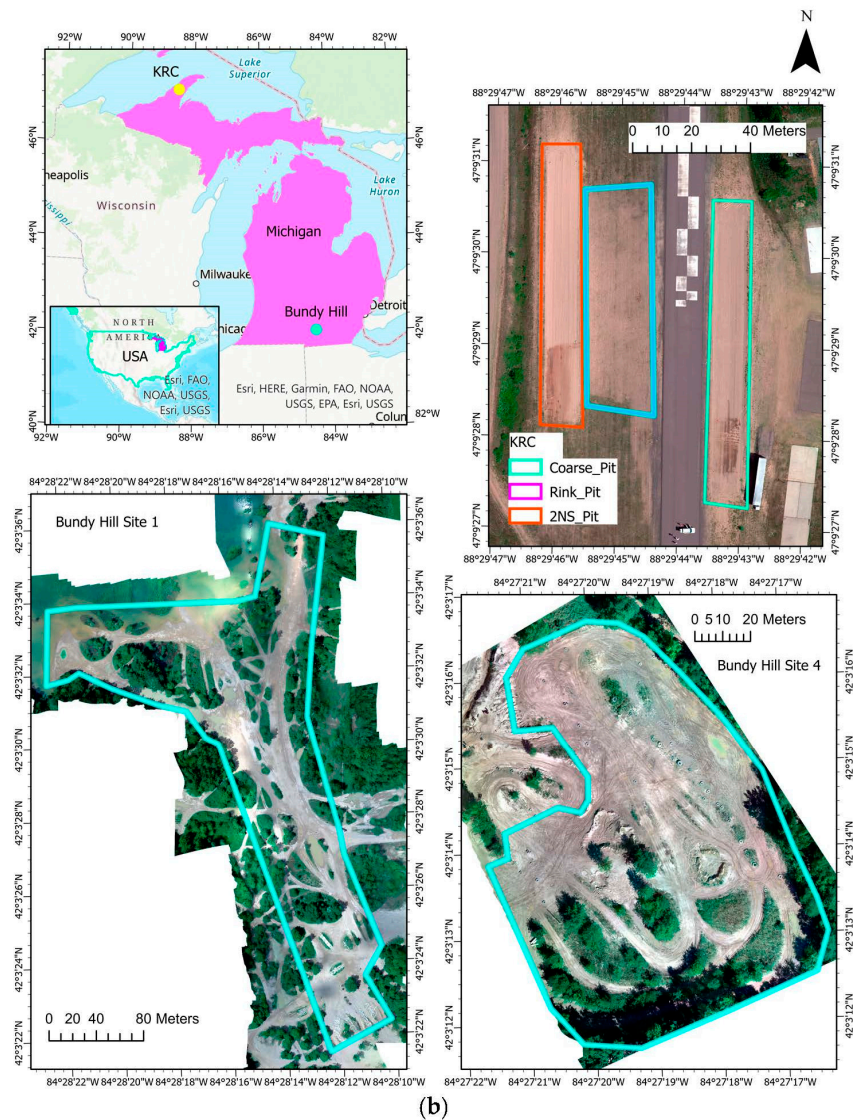 N
92°W 90°W 88°W 86°W 84°W 82°W
KRC
Lake
Superior
46°N
44°N
42°N
40°N
46°N
44°N
42°N
neapolis
Wisconsin
Lake
Huron
Michigan
Milwaukee
Bundy Hill
Detroit
Chicag
NORTH
AMERICA
USA
Esri, FAO,
NOAA, USGS,
Esri, USGS
Esri, HERE, Garmin, FAO, NOAA,
USGS, EPA, Esri, USGS
Colun
82°W
92°W 90°W 88°W 86°W 84°W
88°29'47"W 88°29'46"W 88°29'45"W 88°29'44"W 88°29'43"W
0 10 20 40 Meters
47°9'31"N
47°9'30"N
47°9'29"N
47°9'28"N
47°9'27"N
47°9'31"N
47°9'30"N
47°9'29"N
47°9'28"N
47°9'27"N
KRC
Coarse_Pit
Rink_Pit
2NS_Pit
88°29'46"W 88°29'45"W 88°29'44"W 88°29'43"W 88°29'42"W
84°28'22"W 84°28'20"W 84°28'18"W 84°28'16"W 84°28'14"W 84°28'12"W 84°28'10"W
Bundy Hill Site 1
42°3'36"N
42°3'34"N
42°3'32"N
42°3'30"N
42°3'28"N
42°3'26"N
42°3'24"N
42°3'22"N
42°3'36"N
42°3'34"N
42°3'32"N
42°3'30"N
42°3'28"N
42°3'26"N
42°3'24"N
42°3'22"N
0 20 40 80 Meters
84°28'22"W 84°28'20"W 84°28'18"W 84°28'16"W 84°28'14"W 84°28'12"W 84°28'10"W
84°27'21"W 84°27'20"W 84°27'19"W 84°27'18"W 84°27'17"W
0 5 10 20 Meters
Bundy Hill Site 4
42°3'17"N
42°3'16"N
42°3'15"N
42°3'14"N
42°3'13"N
42°3'12"N
42°3'16"N
42°3'15"N
42°3'14"N
42°3'13"N
42°3'12"N
84°27'22"W 84°27'21"W 84°27'20"W 84°27'19"W 84°27'18"W 84°27'17"W
(b)